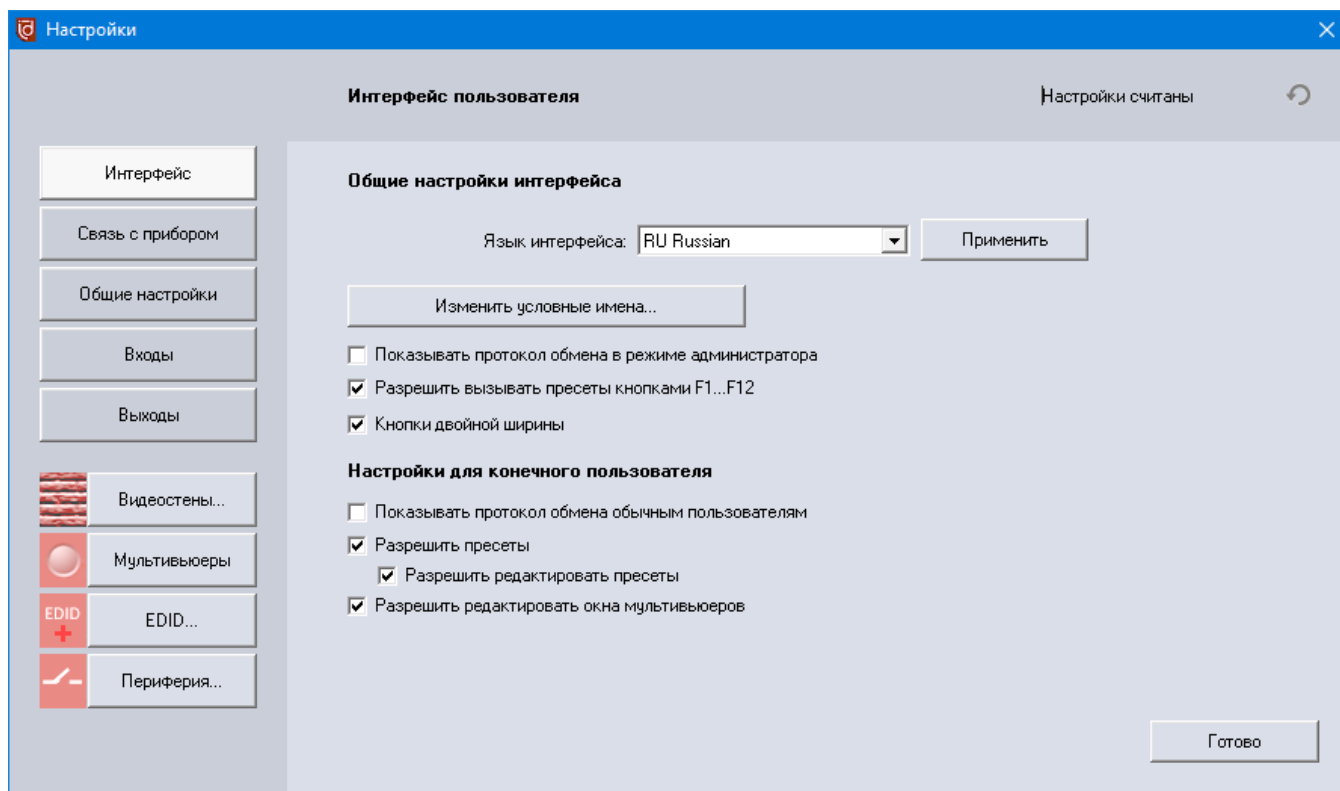 Настройки
Интерфейс пользователя
Настройки считаны
Интерфейс
Связь с прибором
Общие настройки
Входы
Выходы
Видеостены...
Мультивьюеры
EDID
EDID...
Периферия...
Общие настройки интерфейса
Язык интерфейса: RU Russian Применить
Изменить условные имена...
Показывать протокол обмена в режиме администратора
Разрешить вызывать пресеты кнопками F1...F12
Кнопки двойной ширины
Настройки для конечного пользователя
Показывать протокол обмена обычным пользователям
Разрешить пресеты
Разрешить редактировать пресеты
Разрешить редактировать окна мультивьюеров
Готово